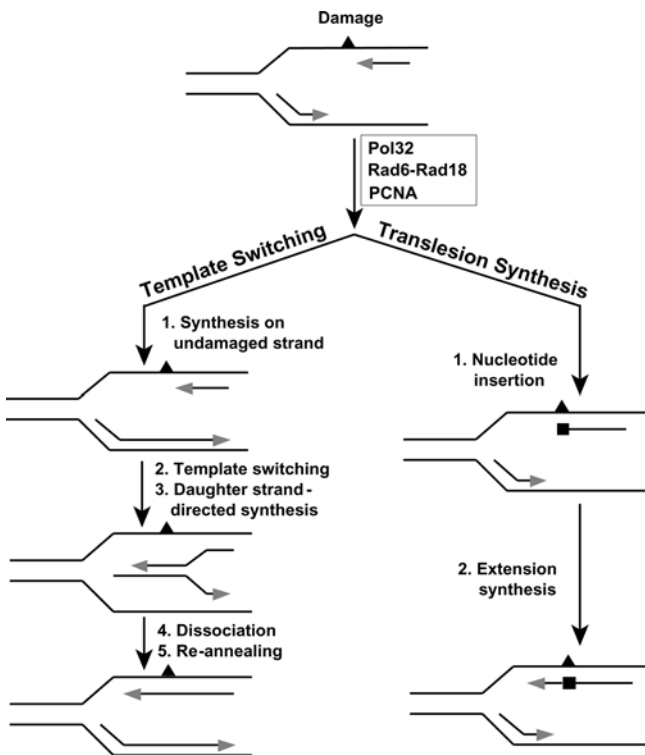 Damage
Pol32
Rad6-Rad18
PCNA
Template Switching
Translesion Synthesis
1. Synthesis on
undamaged strand
1. Nucleotide
insertion
2. Template switching
3. Daughter strand-
directed synthesis
2. Extension
synthesis
4. Dissociation
5. Re-annealing